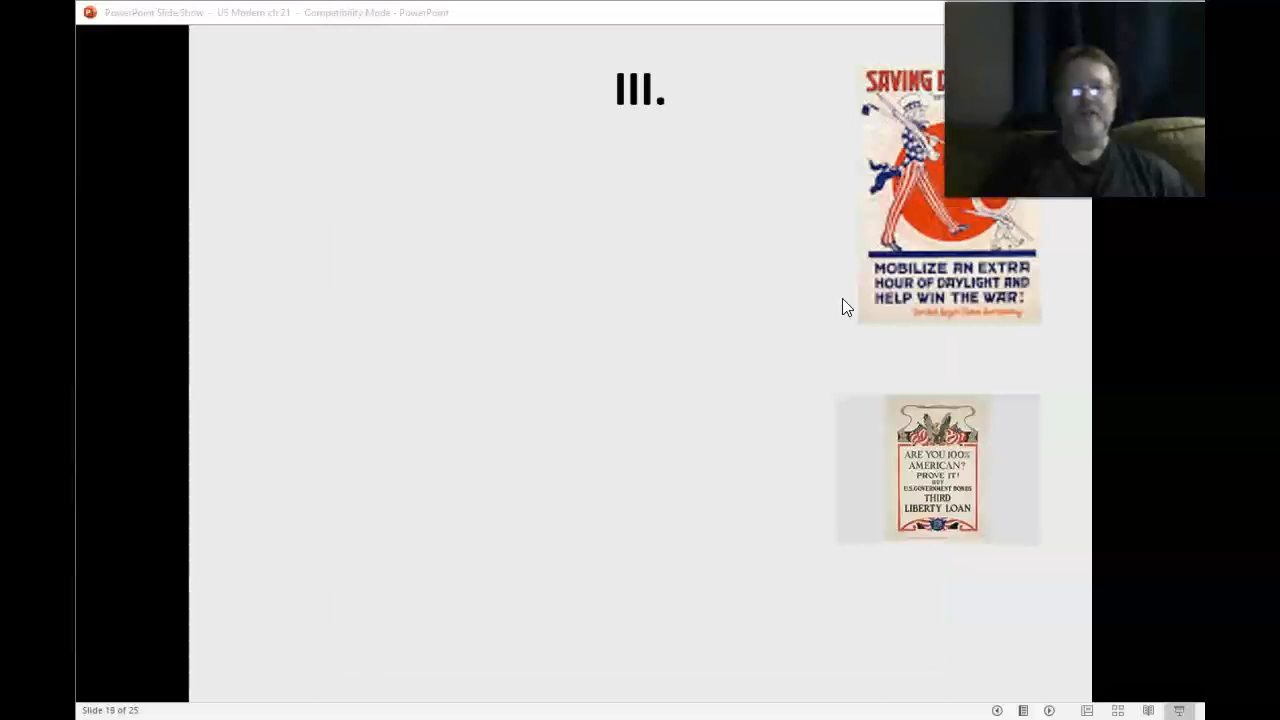 PowerPoint Slide Show - US Modern ch 21 - Compatibility Mode - PowerPoint
III.
SAVING
MOBILIZE AN EXTRA
HOUR OF DAYLIGHT AND
HELP WIN THE WAR!
ARE YOU 100%
AMERICAN?
PROVE IT!
BUY
U.S. GOVERNMENT BONDS
THIRD
LIBERTY LOAN
Slide 19 of 25